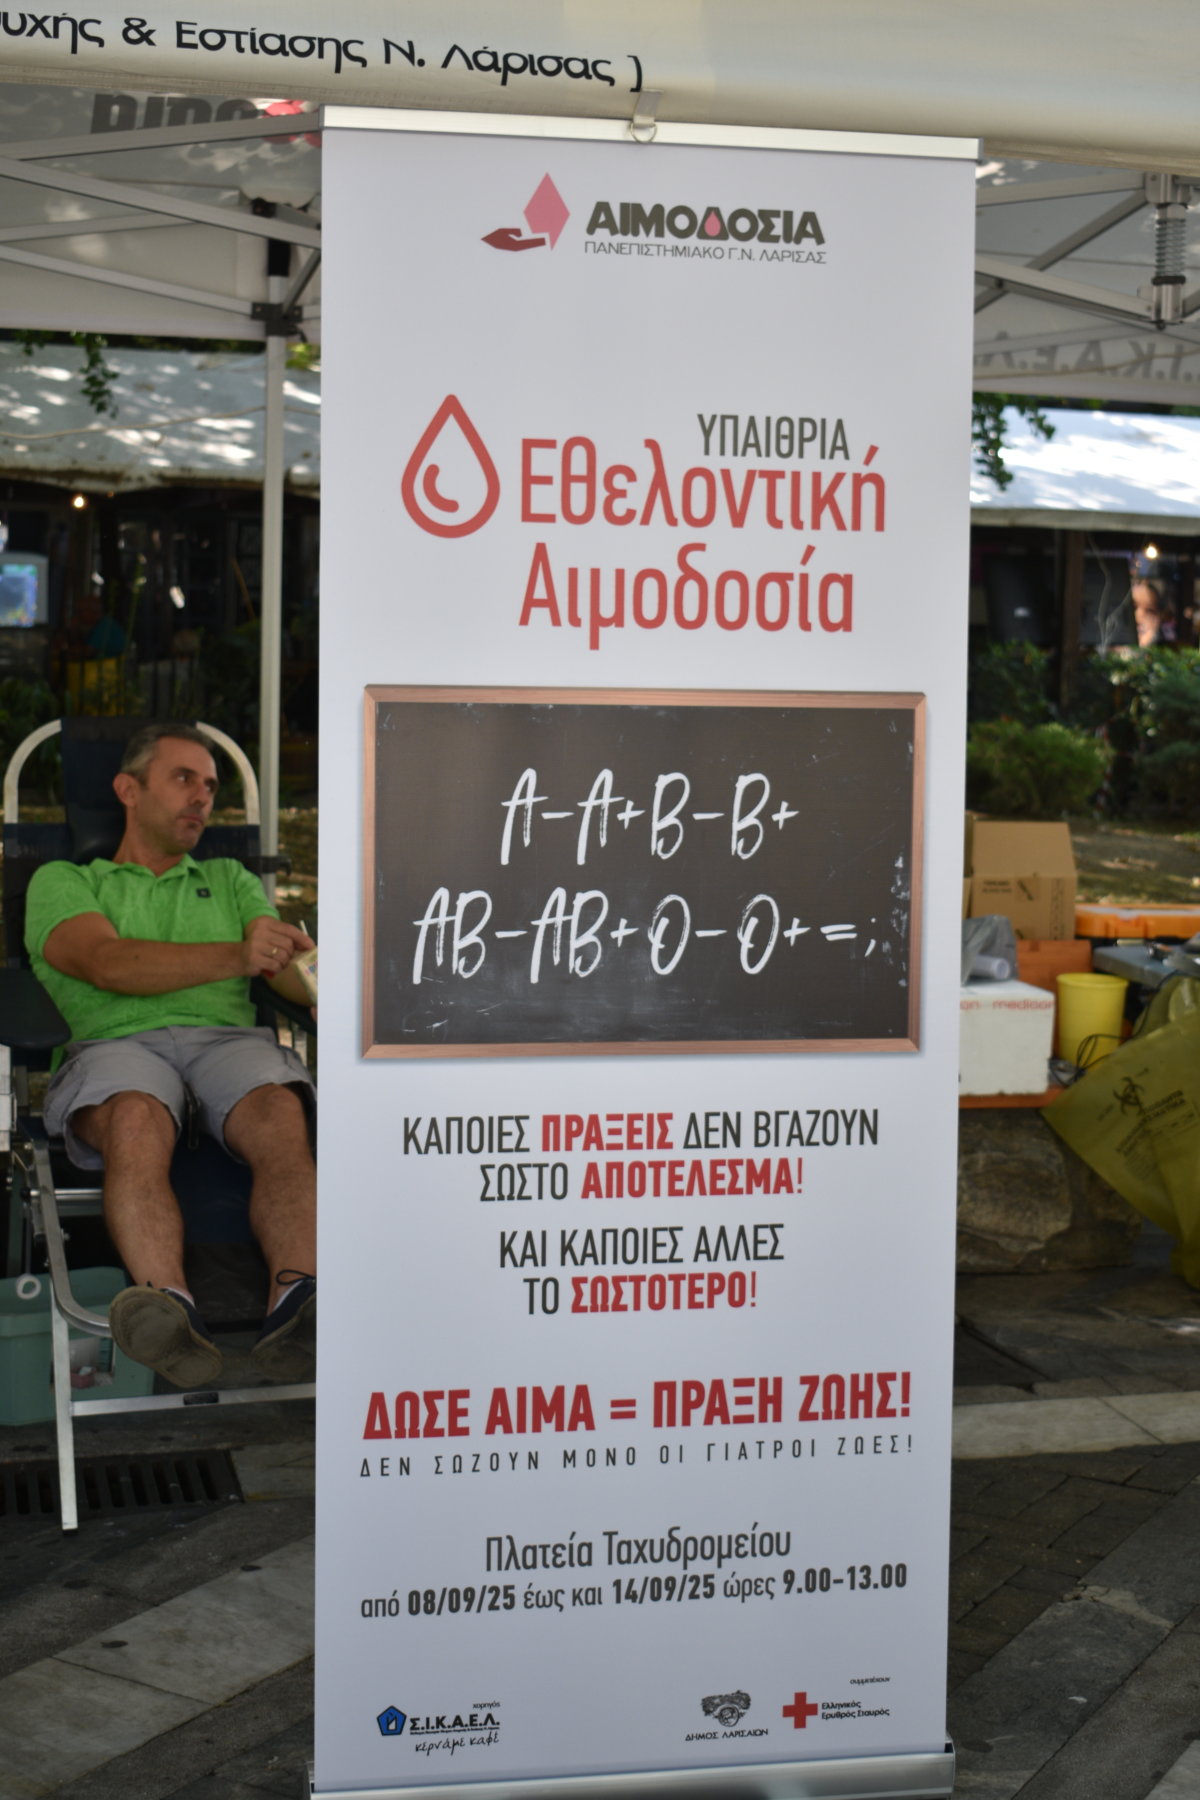 υχής & Εστίασης Ν. Λάρισας )
ΑΙΜΟΔΟΣΙΑ
ΠΑΝΕΠΙΣΤΗΜΙΑΚΟ Γ.Ν. ΛΑΡΙΣΑΣ
ΥΠΑΙΘΡΙΑ
Εθελοντική
Αιμοδοσία
A-A+B-B+
AB-AB+O-O+=;
ΚΑΠΟΙΕΣ ΠΡΑΞΕΙΣ ΔΕΝ ΒΓΑΖΟΥΝ
ΣΩΣΤΟ ΑΠΟΤΕΛΕΣΜΑ!
ΚΑΙ ΚΑΠΟΙΕΣ ΑΛΛΕΣ
ΤΟ ΣΩΣΤΟΤΕΡΟ!
ΔΩΣΕ ΑΙΜΑ = ΠΡΑΞΗ ΖΩΗΣ!
ΔΕΝ ΣΩΖΟΥΝ ΜΟΝΟ ΟΙ ΓΙΑΤΡΟΙ ΖΩΕΣ!
Πλατεία Ταχυδρομείου
από 08/09/25 έως και 14/09/25 ώρες 9.00-13.00
χορηγός
Σ.Ι.Κ.Α.Ε.Λ.
κερνάμε καφέ
συμμετέχουν
ΔΗΜΟΣ ΛΑΡΙΣΑΙΩΝ
Ελληνικός
Ερυθρός Σταυρός